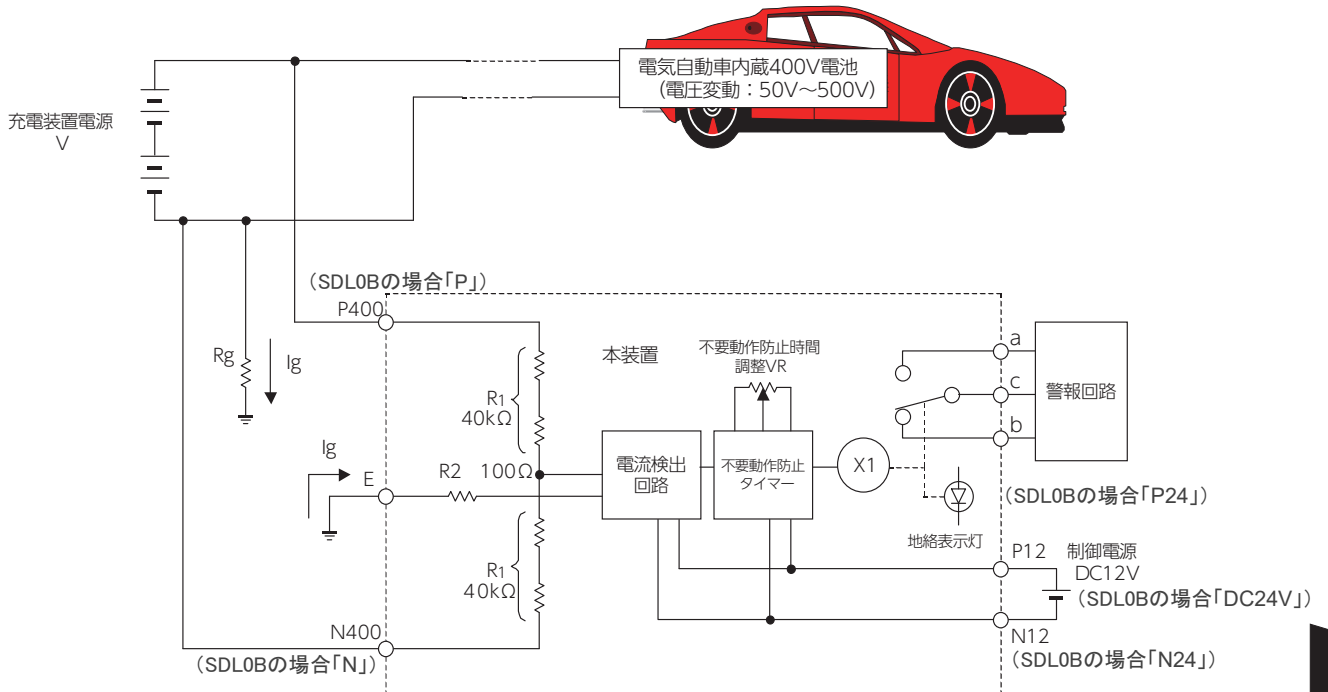 電気自動車内蔵400V電池
（電圧変動：50V～500V）
充電装置電源
V
（SDL0Bの場合「P」）
P400
本装置
不要動作防止時間
調整VR
a
Rg
Ig
R1
40kΩ
c
警報回路
b
Ig
E
R2
100Ω
電流検出
回路
不要動作防止
タイマー
X1
（SDL0Bの場合「P24」）
地絡表示灯
R1
40kΩ
P12
制御電源
DC12V
（SDL0Bの場合「DC24V」）
N400
（SDL0Bの場合「N」）
N12
（SDL0Bの場合「N24」）